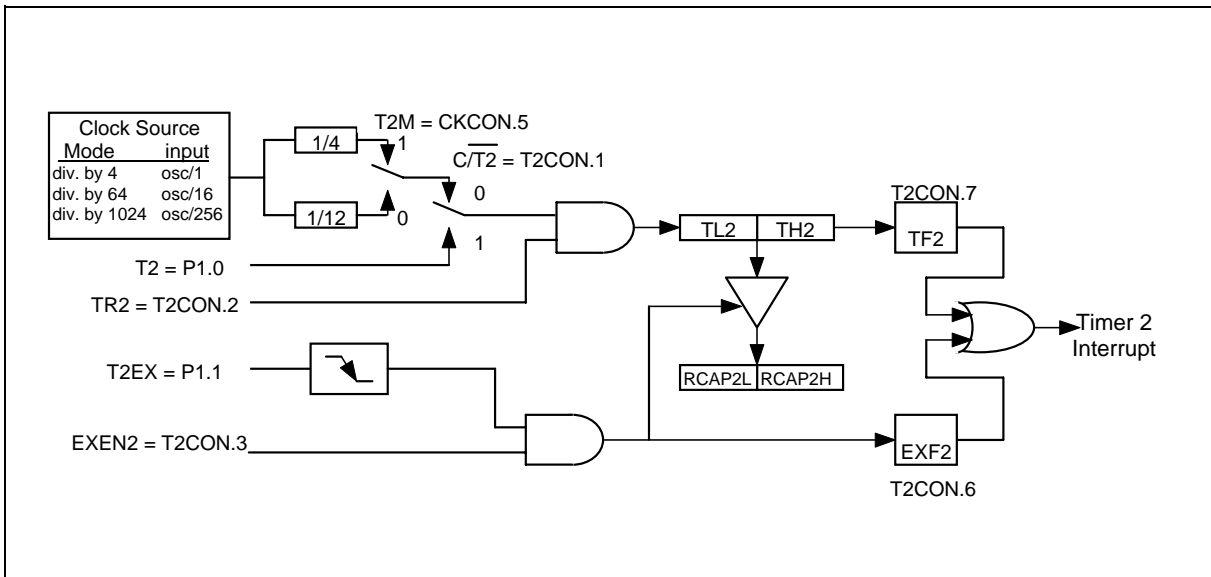 Clock Source
Mode input
div. by 4 osc/1
div. by 64 osc/16
div. by 1024 osc/256
1/4
1/12
T2M = CKCON.5
1
0
C/T2 = T2CON.1
0
1
T2 = P1.0
TR2 = T2CON.2
TL2 TH2
T2CON.7
TF2
Timer 2
Interrupt
T2EX = P1.1
RCAP2L RCAP2H
EXEN2 = T2CON.3
EXF2
T2CON.6